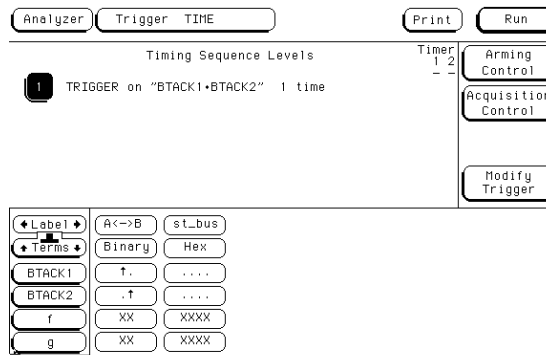 Analyzer Trigger TIME Print Run
Timing Sequence Levels
Timer
1 2
- -
Arming
Control
1 TRIGGER on "BTACK1•BTACK2" 1 time
Acquisition
Control
Modify
Trigger
Label A<->B st_bus
Terms Binary Hex
BTACK1 ↑. ....
BTACK2 .↑ ....
f XX XXXX
g XX XXXX